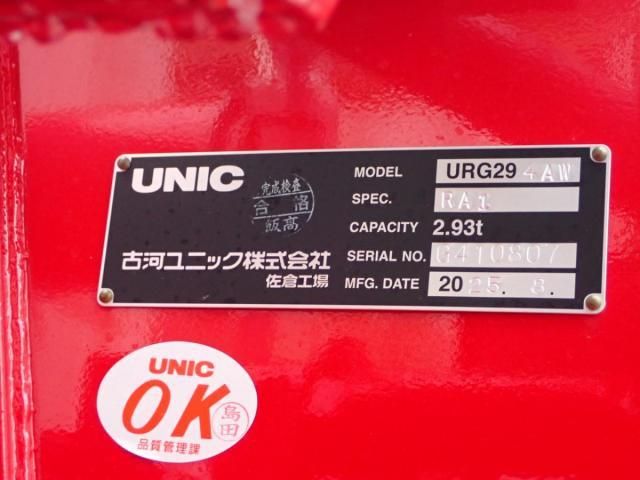 UNIC
完成検査
合格
飯高
古河ユニック株式会社
佐倉工場
MODEL URG29 4AW
SPEC. RA1
CAPACITY 2.93t
SERIAL NO. G410807
MFG. DATE 2025. 8.
UNIC
OK
島田
品質管理課